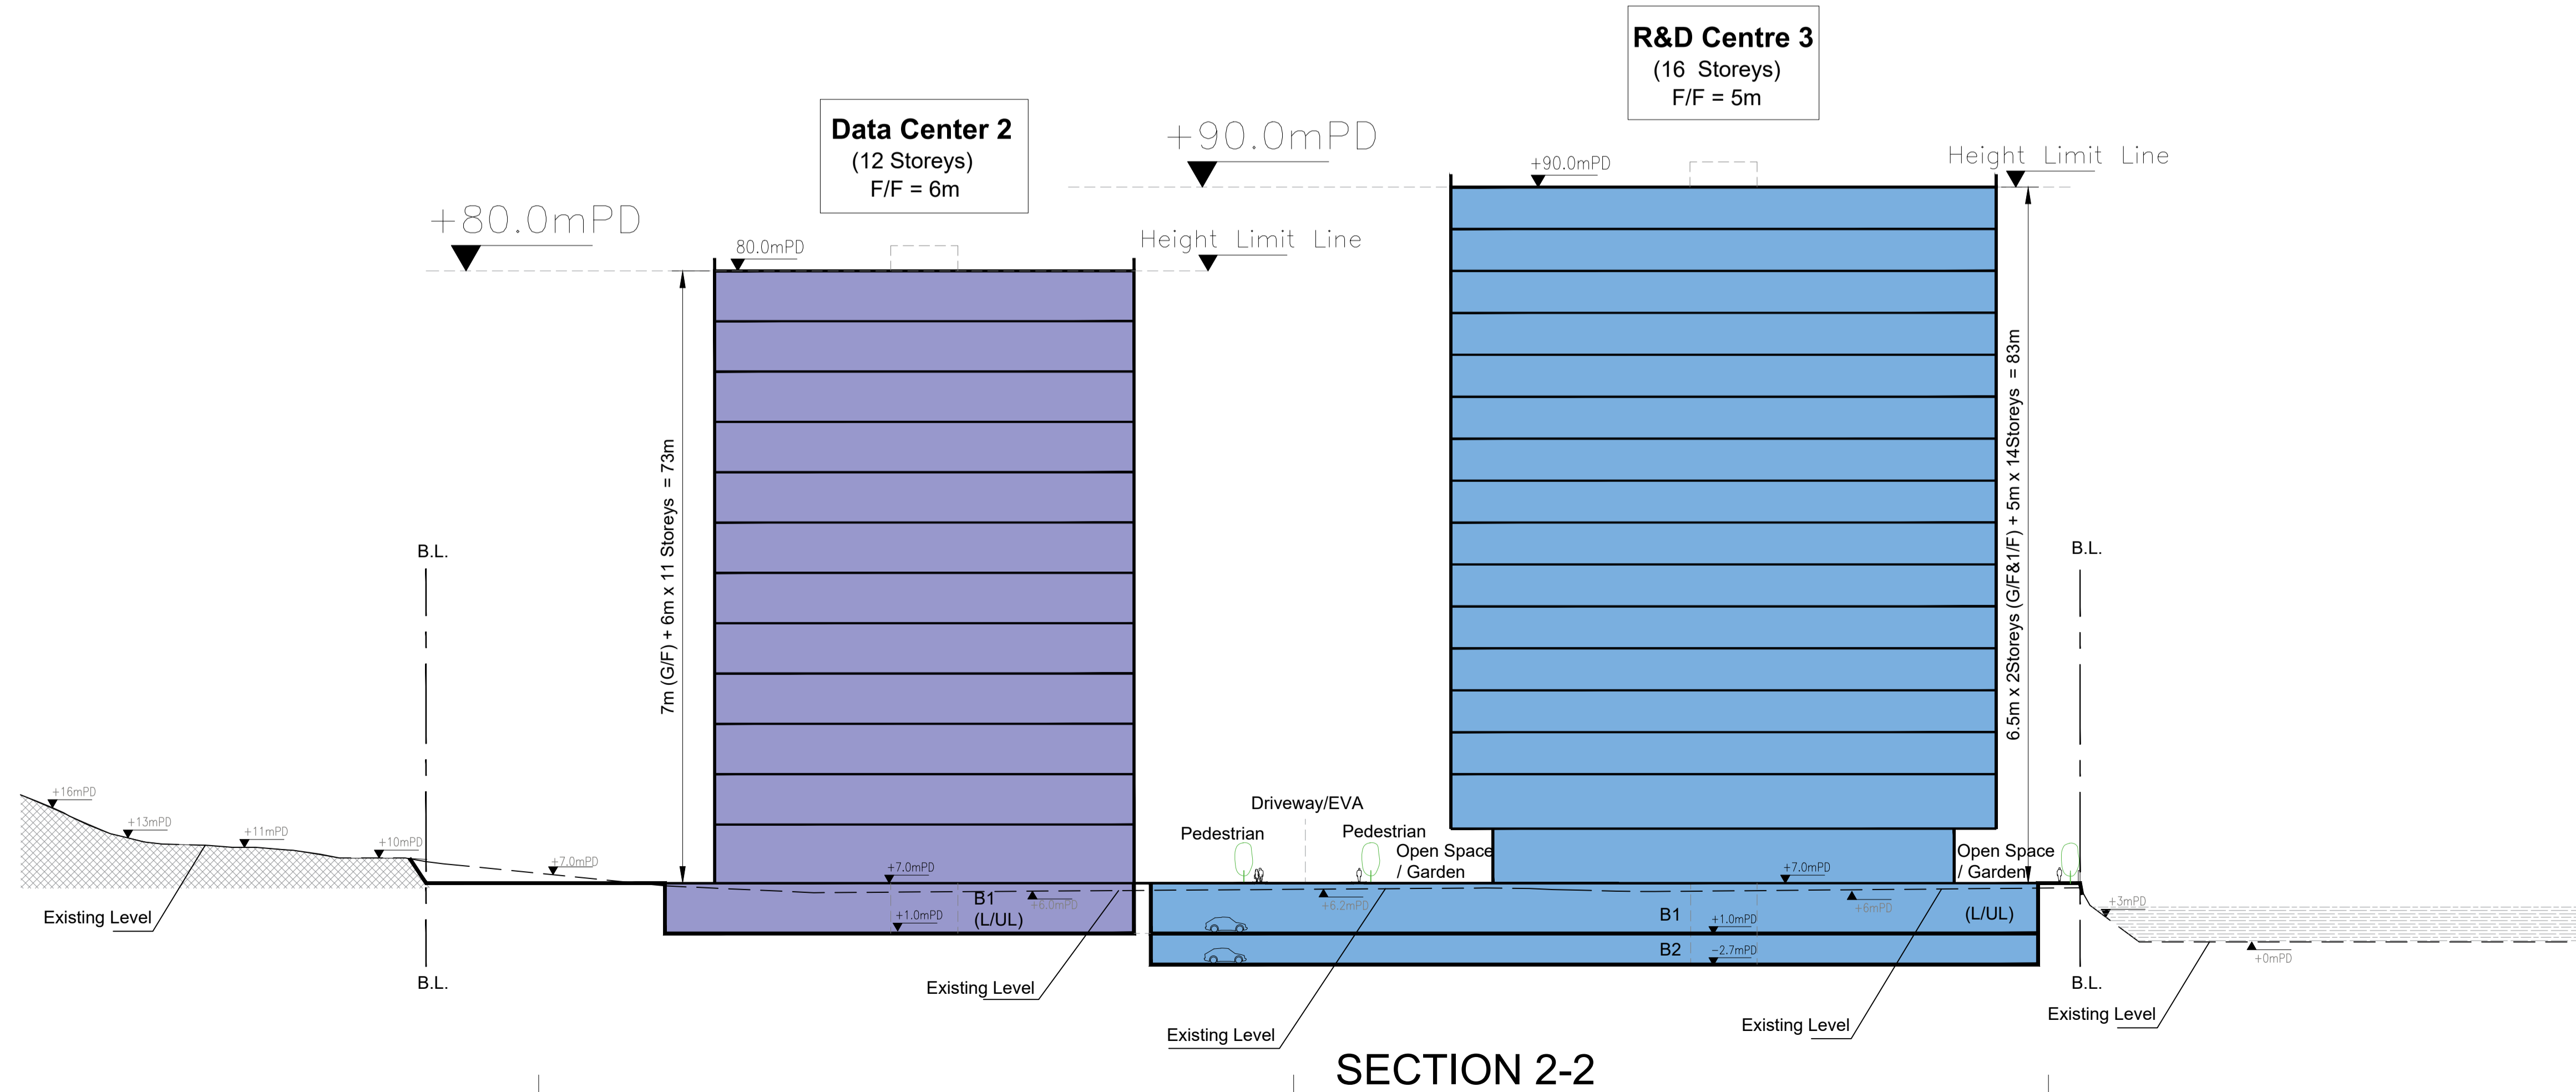 R&D Centre 3
(16 Storeys)
F/F = 5m
Data Center 2
(12 Storeys)
F/F = 6m
+90.0mPD
+90.0mPD
Height Limit Line
+80.0mPD
80.0mPD
Height Limit Line
7m (G/F) + 6m x 11 Storeys = 73m
6.5m x 2Storeys (G/F&1/F) + 5m x 14Storeys = 83m
B.L.
B.L.
+16mPD
+13mPD
+11mPD
+10mPD
+7.0mPD
Driveway/EVA
Pedestrian
Pedestrian
Open Space
/ Garden
Open Space
/ Garden
+7.0mPD
+7.0mPD
B1
(L/UL)
+1.0mPD
+6.0mPD
+6.2mPD
+6mPD
B1
+1.0mPD
(L/UL)
B2
-2.7mPD
+3mPD
+0mPD
Existing Level
B.L.
B.L.
Existing Level
Existing Level
Existing Level
Existing Level
SECTION 2-2